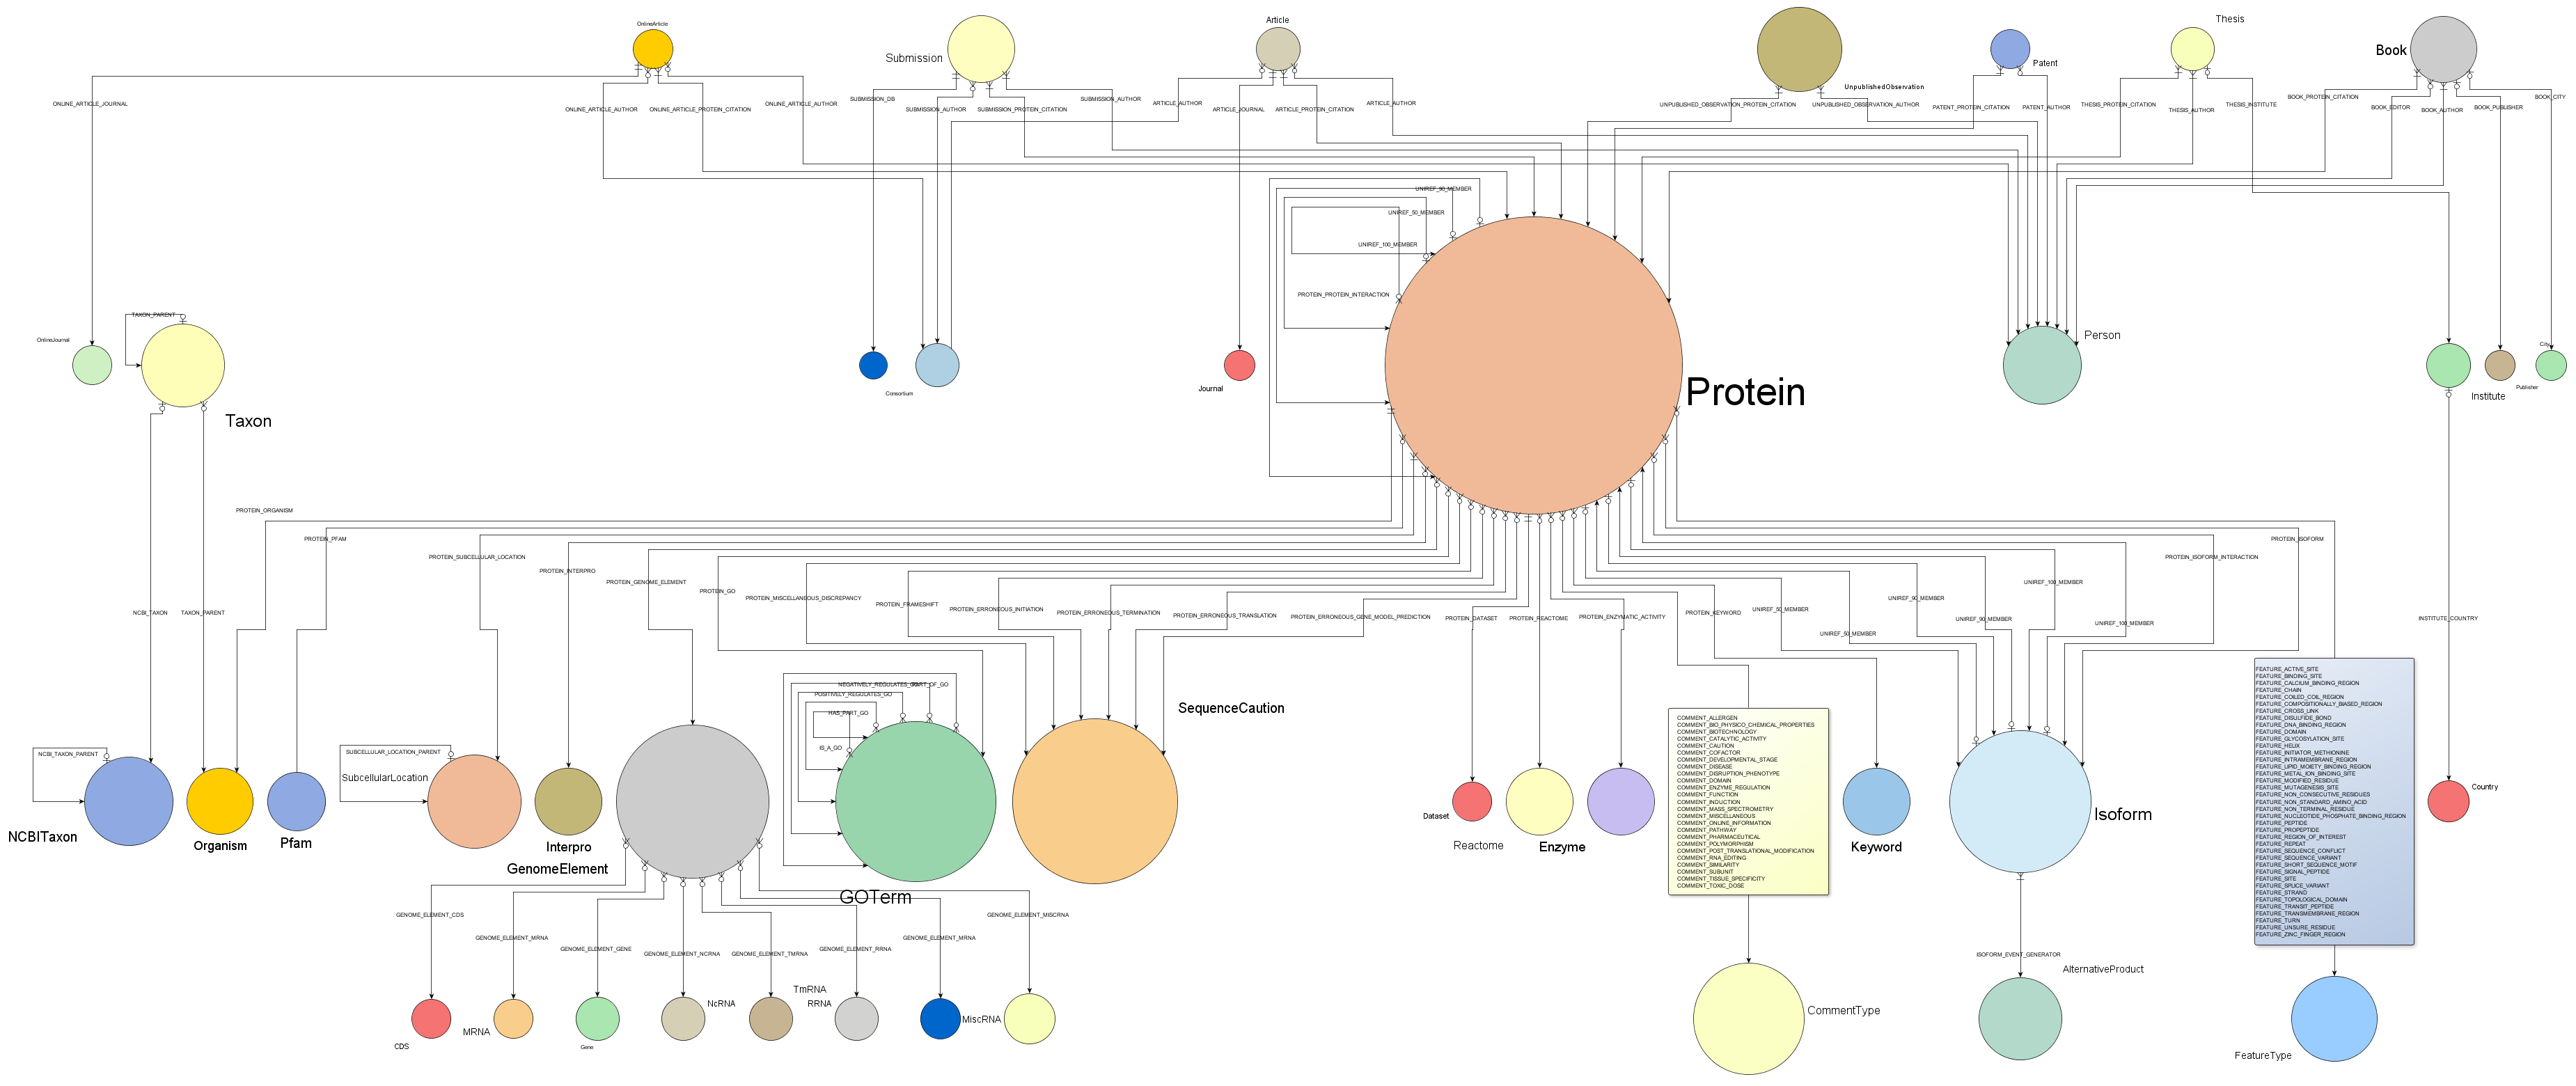 OnlineArticle
Submission
Article
UnpublishedObservation
Patent
Thesis
Book
ONLINE_ARTICLE_JOURNAL
ONLINE_ARTICLE_AUTHOR
ONLINE_ARTICLE_PROTEIN_CITATION
ONLINE_ARTICLE_AUTHOR
SUBMISSION_DB
SUBMISSION_AUTHOR
SUBMISSION_PROTEIN_CITATION
SUBMISSION_AUTHOR
ARTICLE_AUTHOR
ARTICLE_JOURNAL
ARTICLE_PROTEIN_CITATION
ARTICLE_AUTHOR
UNPUBLISHED_OBSERVATION_PROTEIN_CITATION
UNPUBLISHED_OBSERVATION_AUTHOR
PATENT_PROTEIN_CITATION
PATENT_AUTHOR
THESIS_PROTEIN_CITATION
THESIS_AUTHOR
THESIS_INSTITUTE
BOOK_PROTEIN_CITATION
BOOK_EDITOR
BOOK_AUTHOR
BOOK_PUBLISHER
BOOK_CITY
UNIREF_90_MEMBER
UNIREF_50_MEMBER
UNIREF_100_MEMBER
PROTEIN_PROTEIN_INTERACTION
TAXON_PARENT
OnlineJournal
Taxon
Consortium
Journal
Protein
Person
Institute
Publisher
City
PROTEIN_ORGANISM
PROTEIN_PFAM
PROTEIN_SUBCELLULAR_LOCATION
PROTEIN_INTERPRO
PROTEIN_GENOME_ELEMENT
PROTEIN_GO
PROTEIN_MISCELLANEOUS_DISCREPANCY
PROTEIN_FRAMESHIFT
PROTEIN_ERRONEOUS_INITIATION
PROTEIN_ERRONEOUS_TERMINATION
PROTEIN_ERRONEOUS_TRANSLATION
PROTEIN_ERRONEOUS_GENE_MODEL_PREDICTION
PROTEIN_DATASET
PROTEIN_REACTOME
PROTEIN_ENZYMATIC_ACTIVITY
PROTEIN_KEYWORD
UNIREF_50_MEMBER
UNIREF_50_MEMBER
UNIREF_90_MEMBER
UNIREF_90_MEMBER
UNIREF_100_MEMBER
UNIREF_100_MEMBER
PROTEIN_ISOFORM_INTERACTION
PROTEIN_ISOFORM
NCBI_TAXON
TAXON_PARENT
INSTITUTE_COUNTRY
NCBI_TAXON_PARENT
SUBCELLULAR_LOCATION_PARENT
NEGATIVELY_REGULATES_GO
PART_OF_GO
POSITIVELY_REGULATES_GO
HAS_PART_GO
IS_A_GO
NCBITaxon
Organism
Pfam
SubcellularLocation
Interpro
GenomeElement
GOTerm
SequenceCaution
Dataset
Reactome
Enzyme
Keyword
Isoform
Country
COMMENT_ALLERGEN
COMMENT_BIO_PHYSICO_CHEMICAL_PROPERTIES
COMMENT_BIOTECHNOLOGY
COMMENT_CATALYTIC_ACTIVITY
COMMENT_CAUTION
COMMENT_COFACTOR
COMMENT_DEVELOPMENTAL_STAGE
COMMENT_DISEASE
COMMENT_DISRUPTION_PHENOTYPE
COMMENT_DOMAIN
COMMENT_ENZYME_REGULATION
COMMENT_FUNCTION
COMMENT_INDUCTION
COMMENT_MASS_SPECTROMETRY
COMMENT_MISCELLANEOUS
COMMENT_ONLINE_INFORMATION
COMMENT_PATHWAY
COMMENT_PHARMACEUTICAL
COMMENT_POLYMORPHISM
COMMENT_POST_TRANSLATIONAL_MODIFICATION
COMMENT_RNA_EDITING
COMMENT_SIMILARITY
COMMENT_SUBUNIT
COMMENT_TISSUE_SPECIFICITY
COMMENT_TOXIC_DOSE
FEATURE_ACTIVE_SITE
FEATURE_BINDING_SITE
FEATURE_CALCIUM_BINDING_REGION
FEATURE_CHAIN
FEATURE_COILED_COIL_REGION
FEATURE_COMPOSITIONALLY_BIASED_REGION
FEATURE_CROSS_LINK
FEATURE_DISULFIDE_BOND
FEATURE_DNA_BINDING_REGION
FEATURE_DOMAIN
FEATURE_GLYCOSYLATION_SITE
FEATURE_HELIX
FEATURE_INITIATOR_METHIONINE
FEATURE_INTRAMEMBRANE_REGION
FEATURE_LIPID_MOIETY_BINDING_REGION
FEATURE_METAL_ION_BINDING_SITE
FEATURE_MODIFIED_RESIDUE
FEATURE_MUTAGENESIS_SITE
FEATURE_NON_CONSECUTIVE_RESIDUES
FEATURE_NON_STANDARD_AMINO_ACID
FEATURE_NON_TERMINAL_RESIDUE
FEATURE_NUCLEOTIDE_PHOSPHATE_BINDING_REGION
FEATURE_PEPTIDE
FEATURE_PROPEPTIDE
FEATURE_REGION_OF_INTEREST
FEATURE_REPEAT
FEATURE_SEQUENCE_CONFLICT
FEATURE_SEQUENCE_VARIANT
FEATURE_SHORT_SEQUENCE_MOTIF
FEATURE_SIGNAL_PEPTIDE
FEATURE_SITE
FEATURE_SPLICE_VARIANT
FEATURE_STRAND
FEATURE_TOPOLOGICAL_DOMAIN
FEATURE_TRANSIT_PEPTIDE
FEATURE_TRANSMEMBRANE_REGION
FEATURE_TURN
FEATURE_UNSURE_RESIDUE
FEATURE_ZINC_FINGER_REGION
GENOME_ELEMENT_CDS
GENOME_ELEMENT_MRNA
GENOME_ELEMENT_GENE
GENOME_ELEMENT_NCRNA
GENOME_ELEMENT_TMRNA
GENOME_ELEMENT_RRNA
GENOME_ELEMENT_MRNA
GENOME_ELEMENT_MISCRNA
ISOFORM_EVENT_GENERATOR
CDS
MRNA
Gene
NcRNA
TmRNA
RRNA
MiscRNA
CommentType
AlternativeProduct
FeatureType